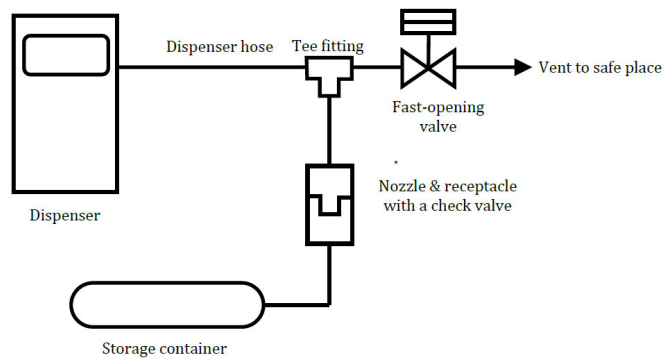 Dispenser hose
Tee fitting
Vent to safe place
Fast-opening
valve
Nozzle & receptacle
with a check valve
Dispenser
Storage container